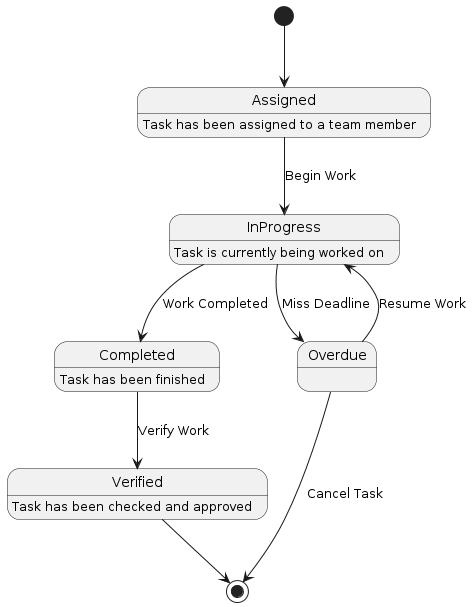 Assigned
Task has been assigned to a team member
Begin Work
InProgress
Task is currently being worked on
Work Completed
Miss Deadline
Resume Work
Completed
Task has been finished
Overdue
Verify Work
Verified
Task has been checked and approved
Cancel Task